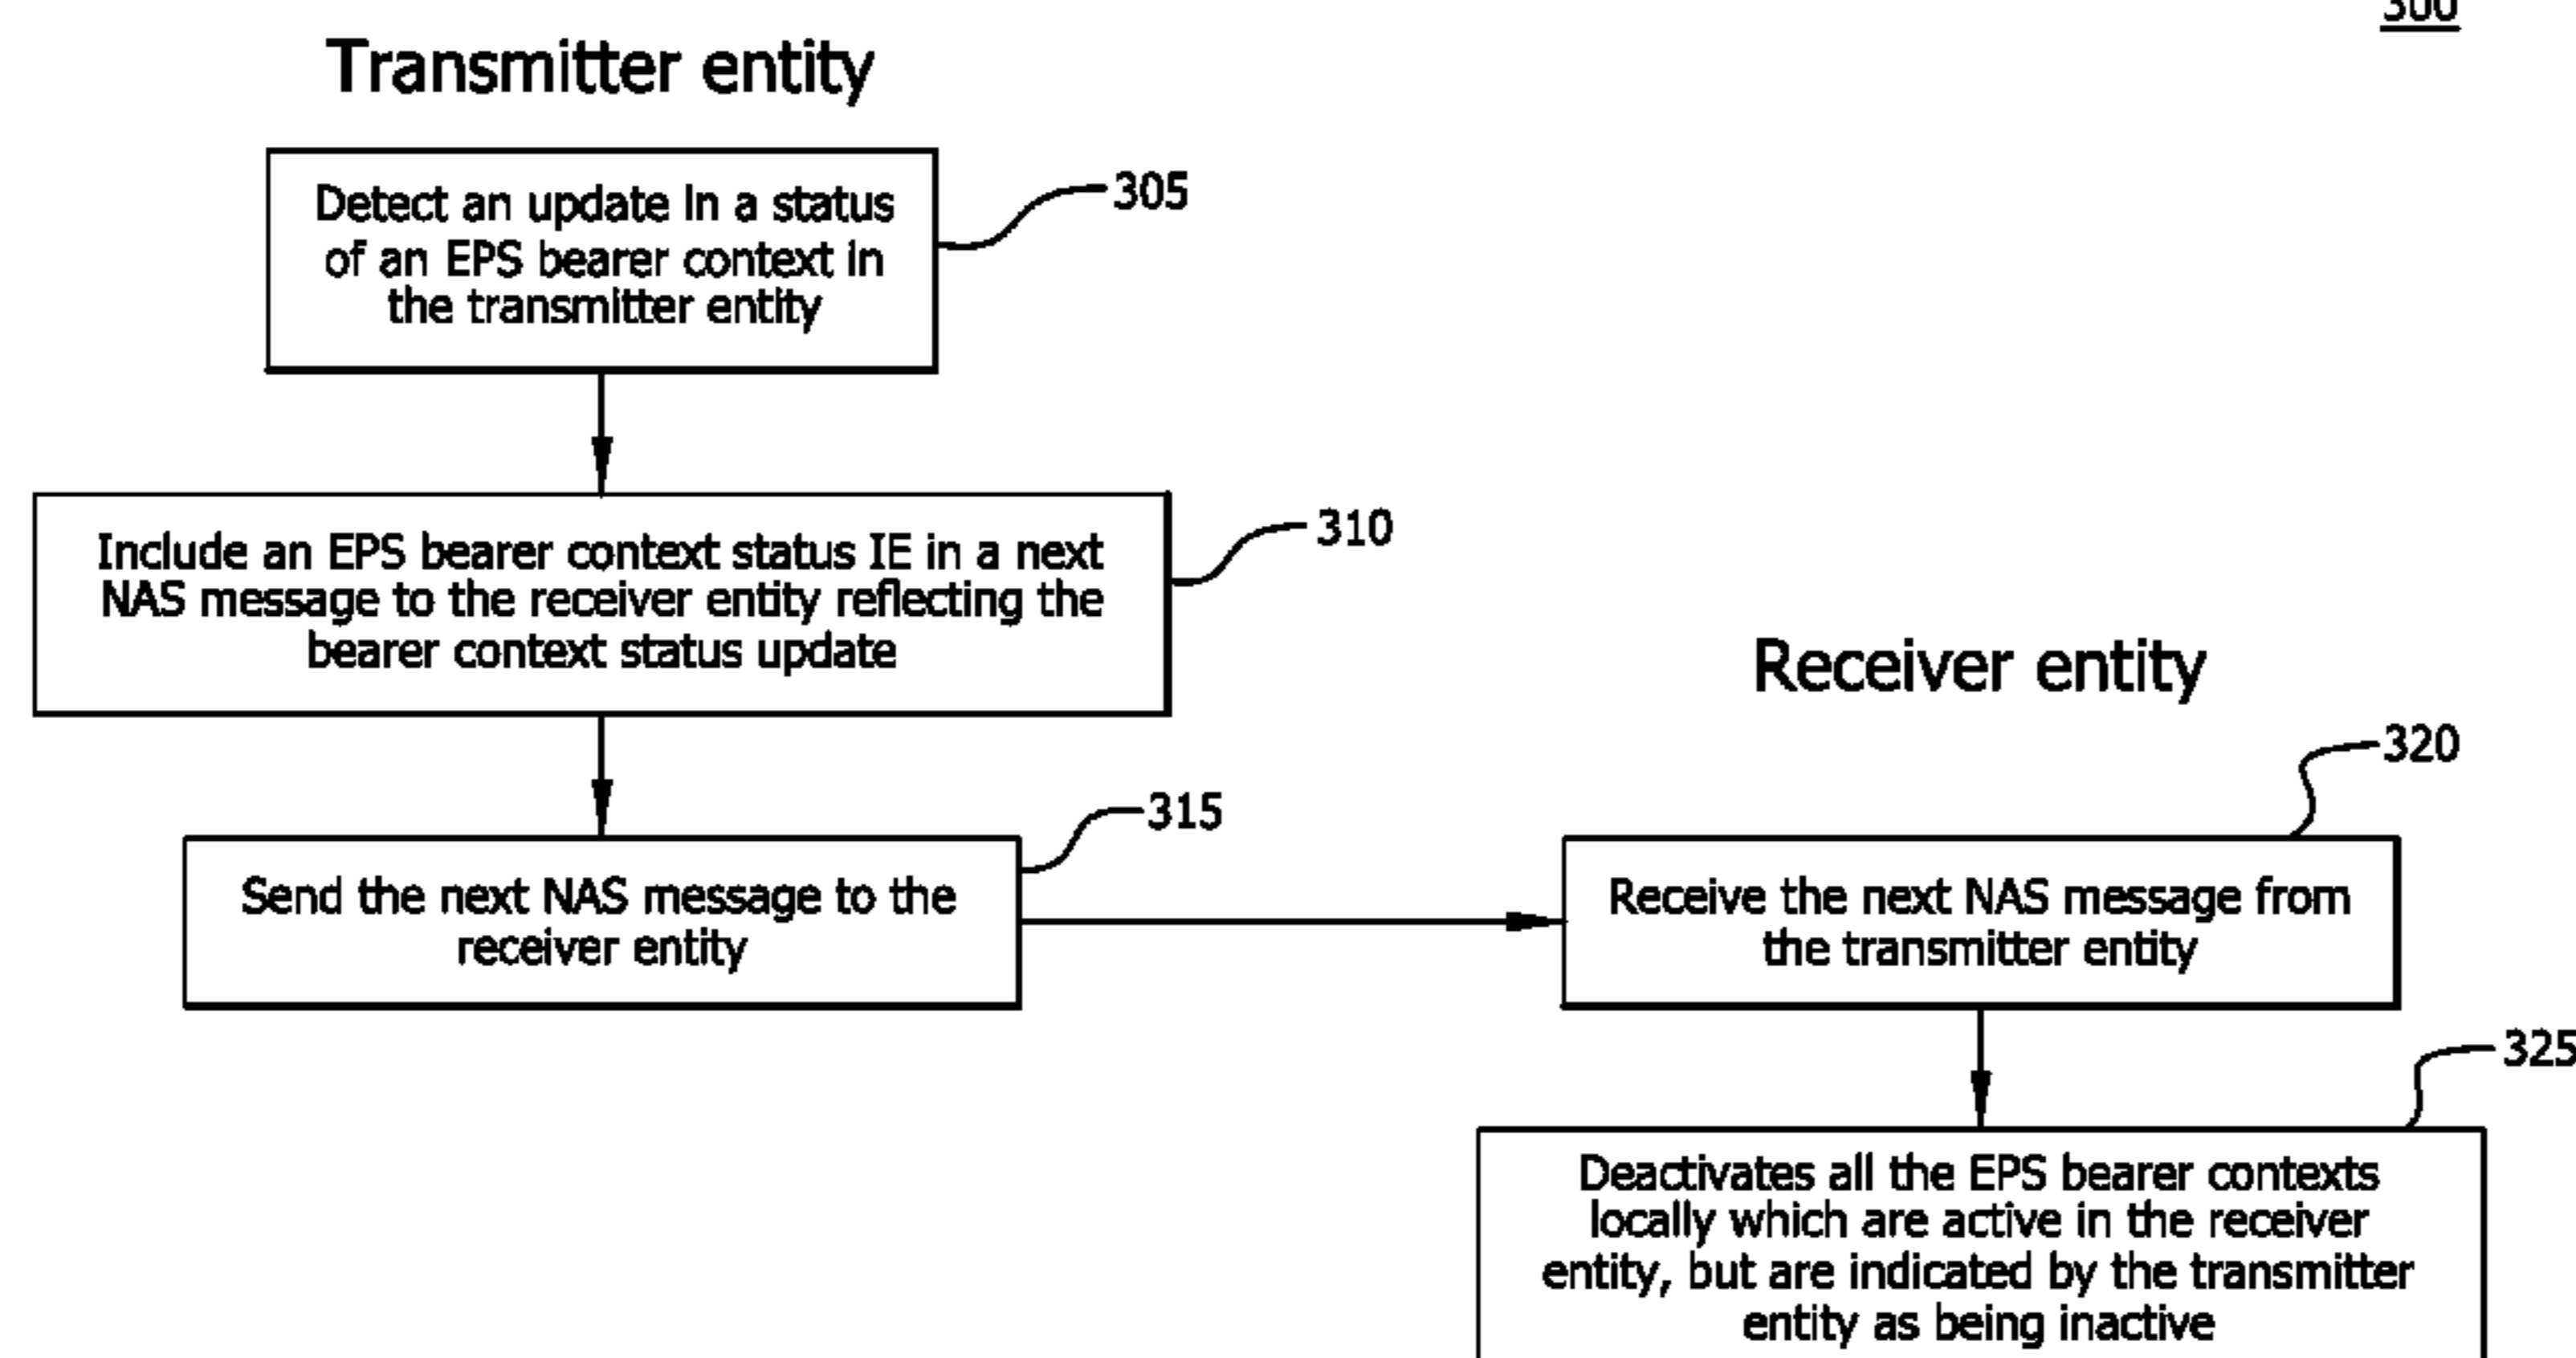 300
Transmitter entity
Detect an update in a status
of an EPS bearer context in
the transmitter entity
305
Include an EPS bearer context status IE in a next
NAS message to the receiver entity reflecting the
bearer context status update
310
Send the next NAS message to the
receiver entity
315
Receiver entity
320
Receive the next NAS message from
the transmitter entity
325
Deactivates all the EPS bearer contexts
locally which are active in the receiver
entity, but are indicated by the transmitter
entity as being inactive